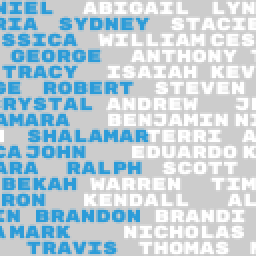 NIEL ABIGAIL LYN
RIA SYDNEY STACIE
SSICA WILLIAM CES
GEORGE ANTHONY
TRACY ISAIAH KEV
GE ROBERT STEVEN
RYSTAL ANDREW JE
AMARA BENJAMIN NI
SHALAMAR TERRI A
CA JOHN EDUARDO K
ARA RALPH SCOTT
BEKAH WARREN TIM
RON KENDALL AL
IN BRANDON BRANDI
A MARK NICHOLAS
TRAVIS THOMAS